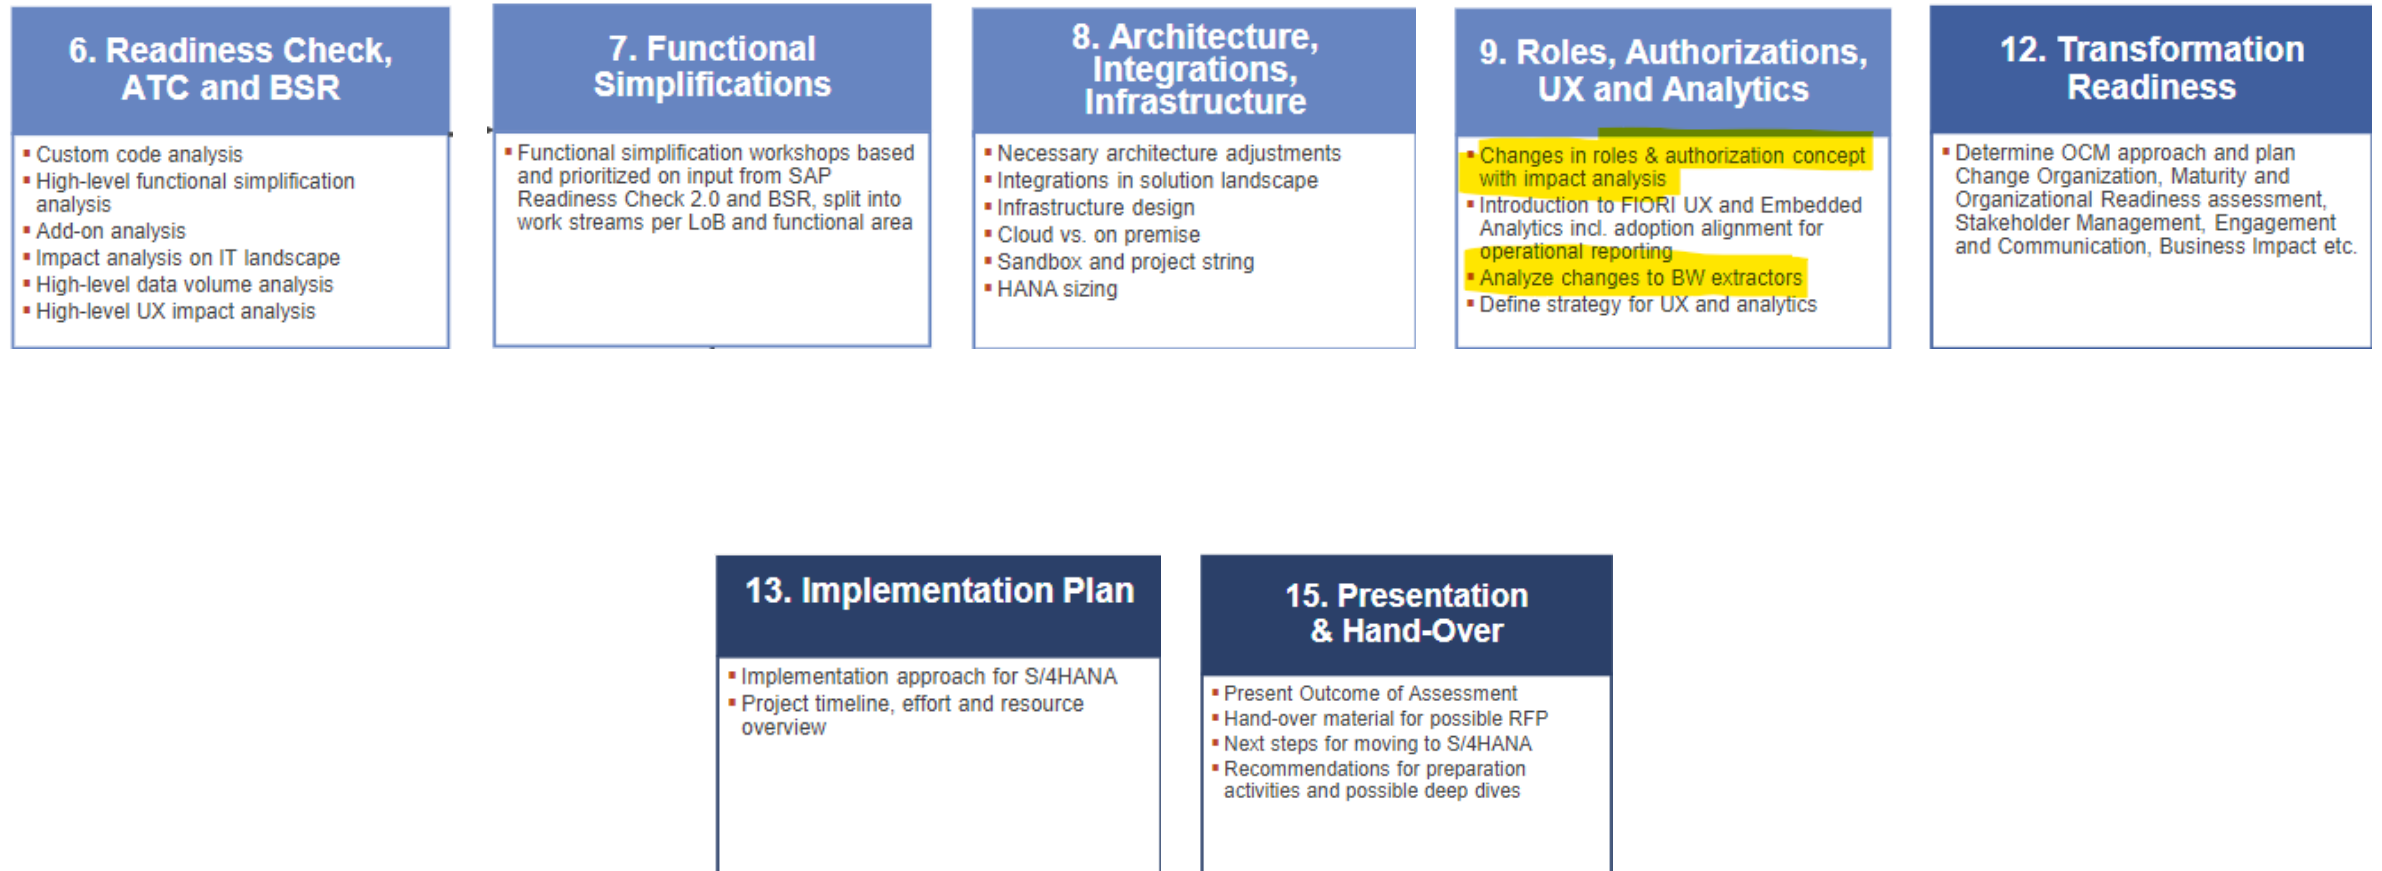 6. Readiness Check,
ATC and BSR
Custom code analysis
High-level functional simplification
analysis
Add-on analysis
Impact analysis on IT landscape
High-level data volume analysis
High-level UX impact analysis
7. Functional
Simplifications
Functional simplification workshops based
and prioritized on input from SAP
Readiness Check 2.0 and BSR, split into
work streams per LoB and functional area
8. Architecture,
Integrations,
Infrastructure
Necessary architecture adjustments
Integrations in solution landscape
Infrastructure design
Cloud vs. on premise
Sandbox and project string
HANA sizing
9. Roles, Authorizations,
UX and Analytics
Changes in roles & authorization concept
with impact analysis
Introduction to FIORI UX and Embedded
Analytics incl. adoption alignment for
operational reporting
Analyze changes to BW extractors
Define strategy for UX and analytics
12. Transformation
Readiness
Determine OCM approach and plan
Change Organization, Maturity and
Organizational Readiness assessment,
Stakeholder Management, Engagement
and Communication, Business Impact etc.
13. Implementation Plan
Implementation approach for S/4HANA
Project timeline, effort and resource
overview
15. Presentation
& Hand-Over
Present Outcome of Assessment
Hand-over material for possible RFP
Next steps for moving to S/4HANA
Recommendations for preparation
activities and possible deep dives